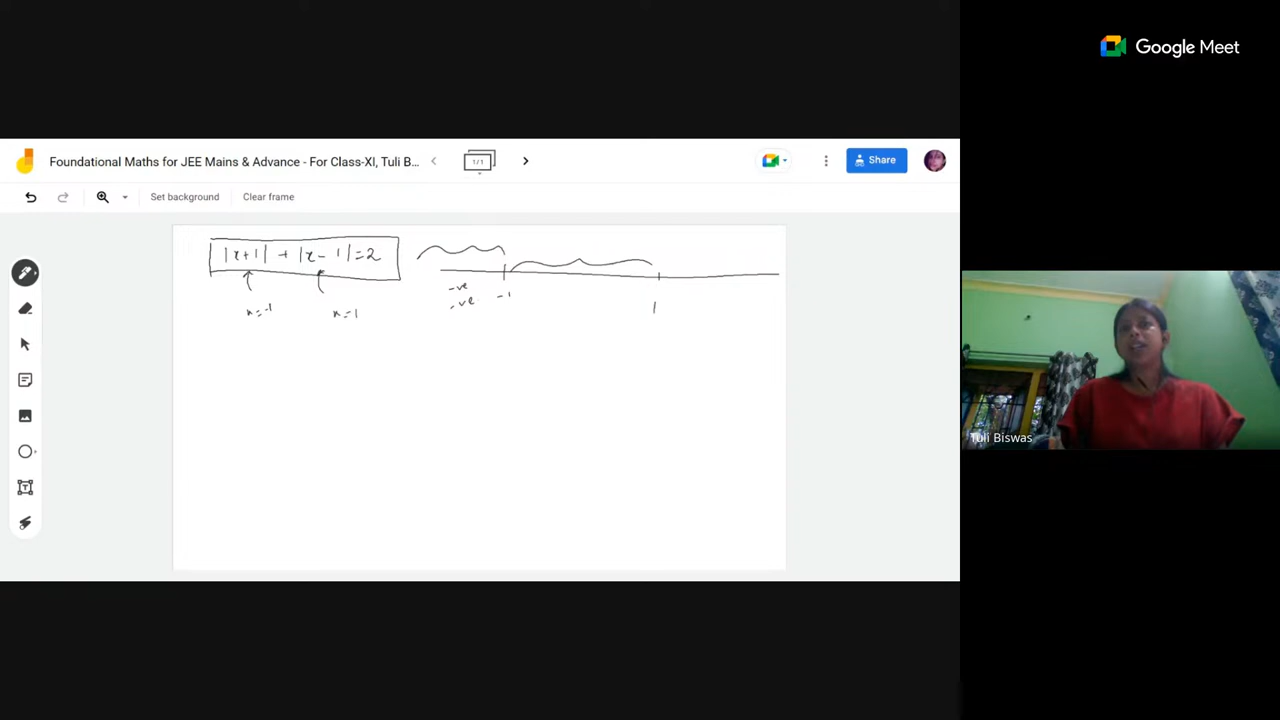 Google Meet
Foundational Maths for JEE Mains & Advance - For Class-XI, Tuli B...
1/1
Share
Set background
Clear frame
|x+1| + |x-1|=2
x=-1
x=1
-ve
-ve
-1
1
Tuli Biswas